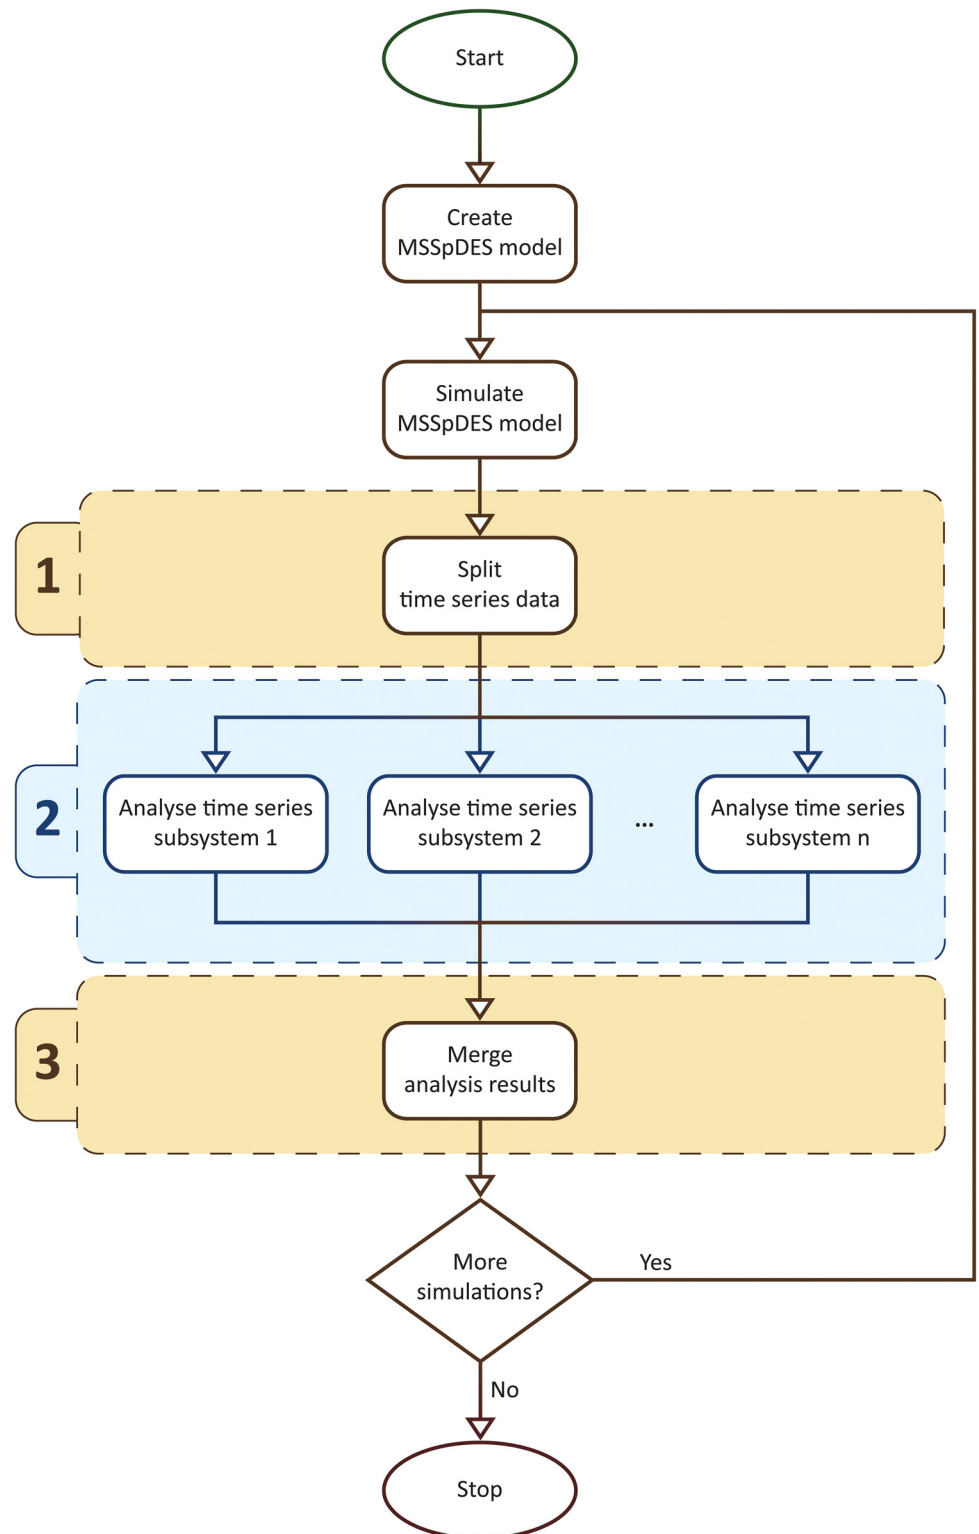 Start
Create
MSSpDES model
Simulate
MSSpDES model
1
Split
time series data
2
Analyse time series
subsystem 1
Analyse time series
subsystem 2
...
Analyse time series
subsystem n
3
Merge
analysis results
More
simulations?
Yes
No
Stop